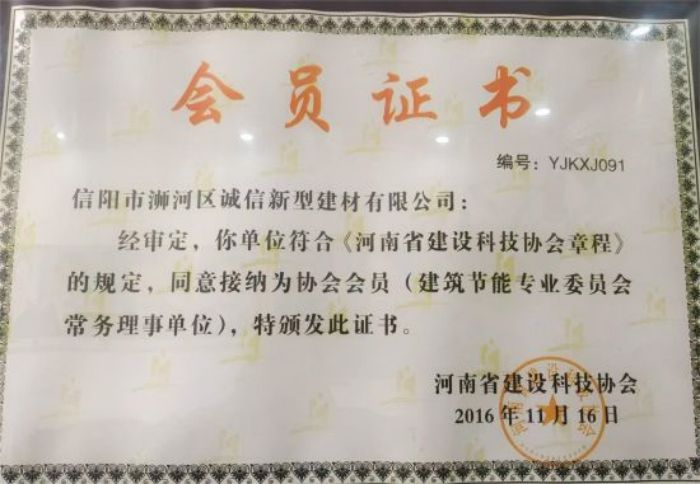 会员证书
编号：YJKXJ091
信阳市浉河区诚信新型建材有限公司：
经审定，你单位符合《河南省建设科技协会章程》
的规定，同意接纳为协会会员（建筑节能专业委员会
常务理事单位），特颁发此证书。
河南省建设科技协会
2016年11月16日